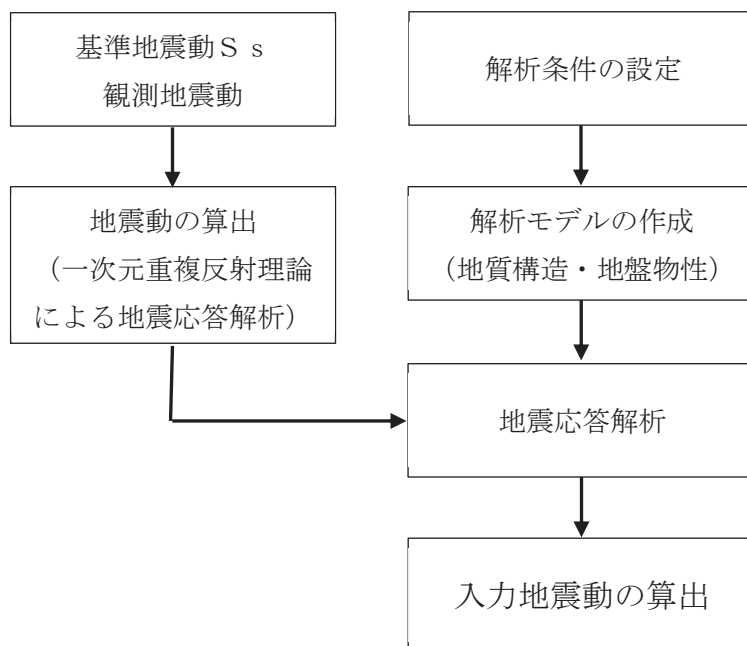 基準地震動Ｓｓ
観測地震動
地震動の算出
（一次元重複反射理論
による地震応答解析）
解析条件の設定
解析モデルの作成
（地質構造・地盤物性）
地震応答解析
入力地震動の算出